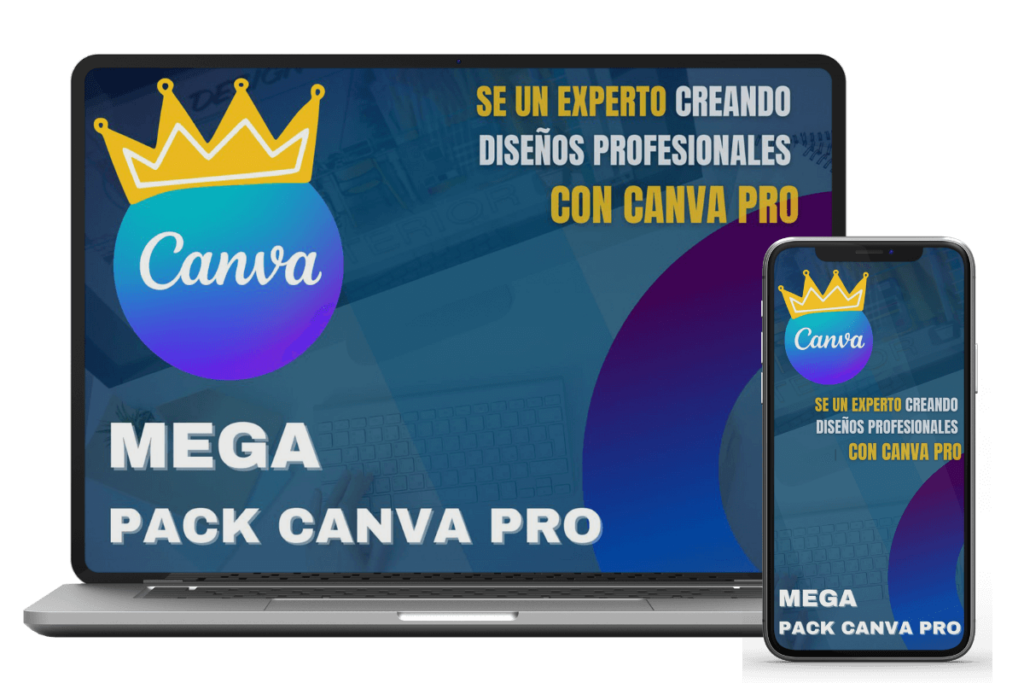 SE UN EXPERTO CREANDO
DISEÑOS PROFESIONALES
CON CANVA PRO
Canva
MEGA
PACK CANVA PRO
Canva
SE UN EXPERTO CREANDO
DISEÑOS PROFESIONALES
CON CANVA PRO
MEGA
PACK CANVA PRO